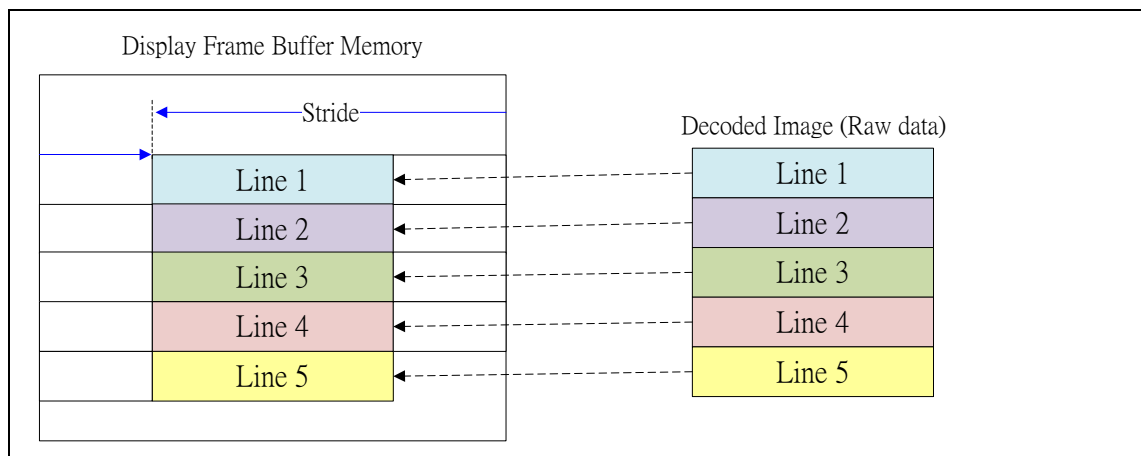 Display Frame Buffer Memory
Stride
Line 1
Line 2
Line 3
Line 4
Line 5
Decoded Image (Raw data)
Line 1
Line 2
Line 3
Line 4
Line 5